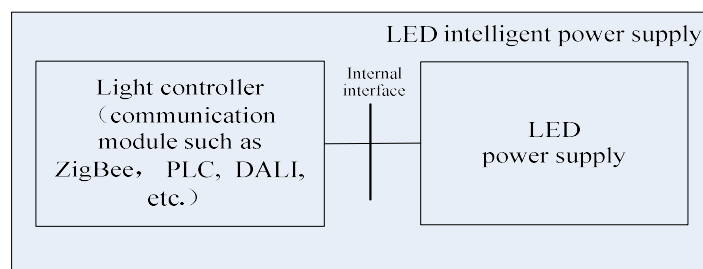 LED intelligent power supply
Light controller
（communication
module such as
ZigBee， PLC, DALI,
etc.）
Internal
interface
LED
power supply